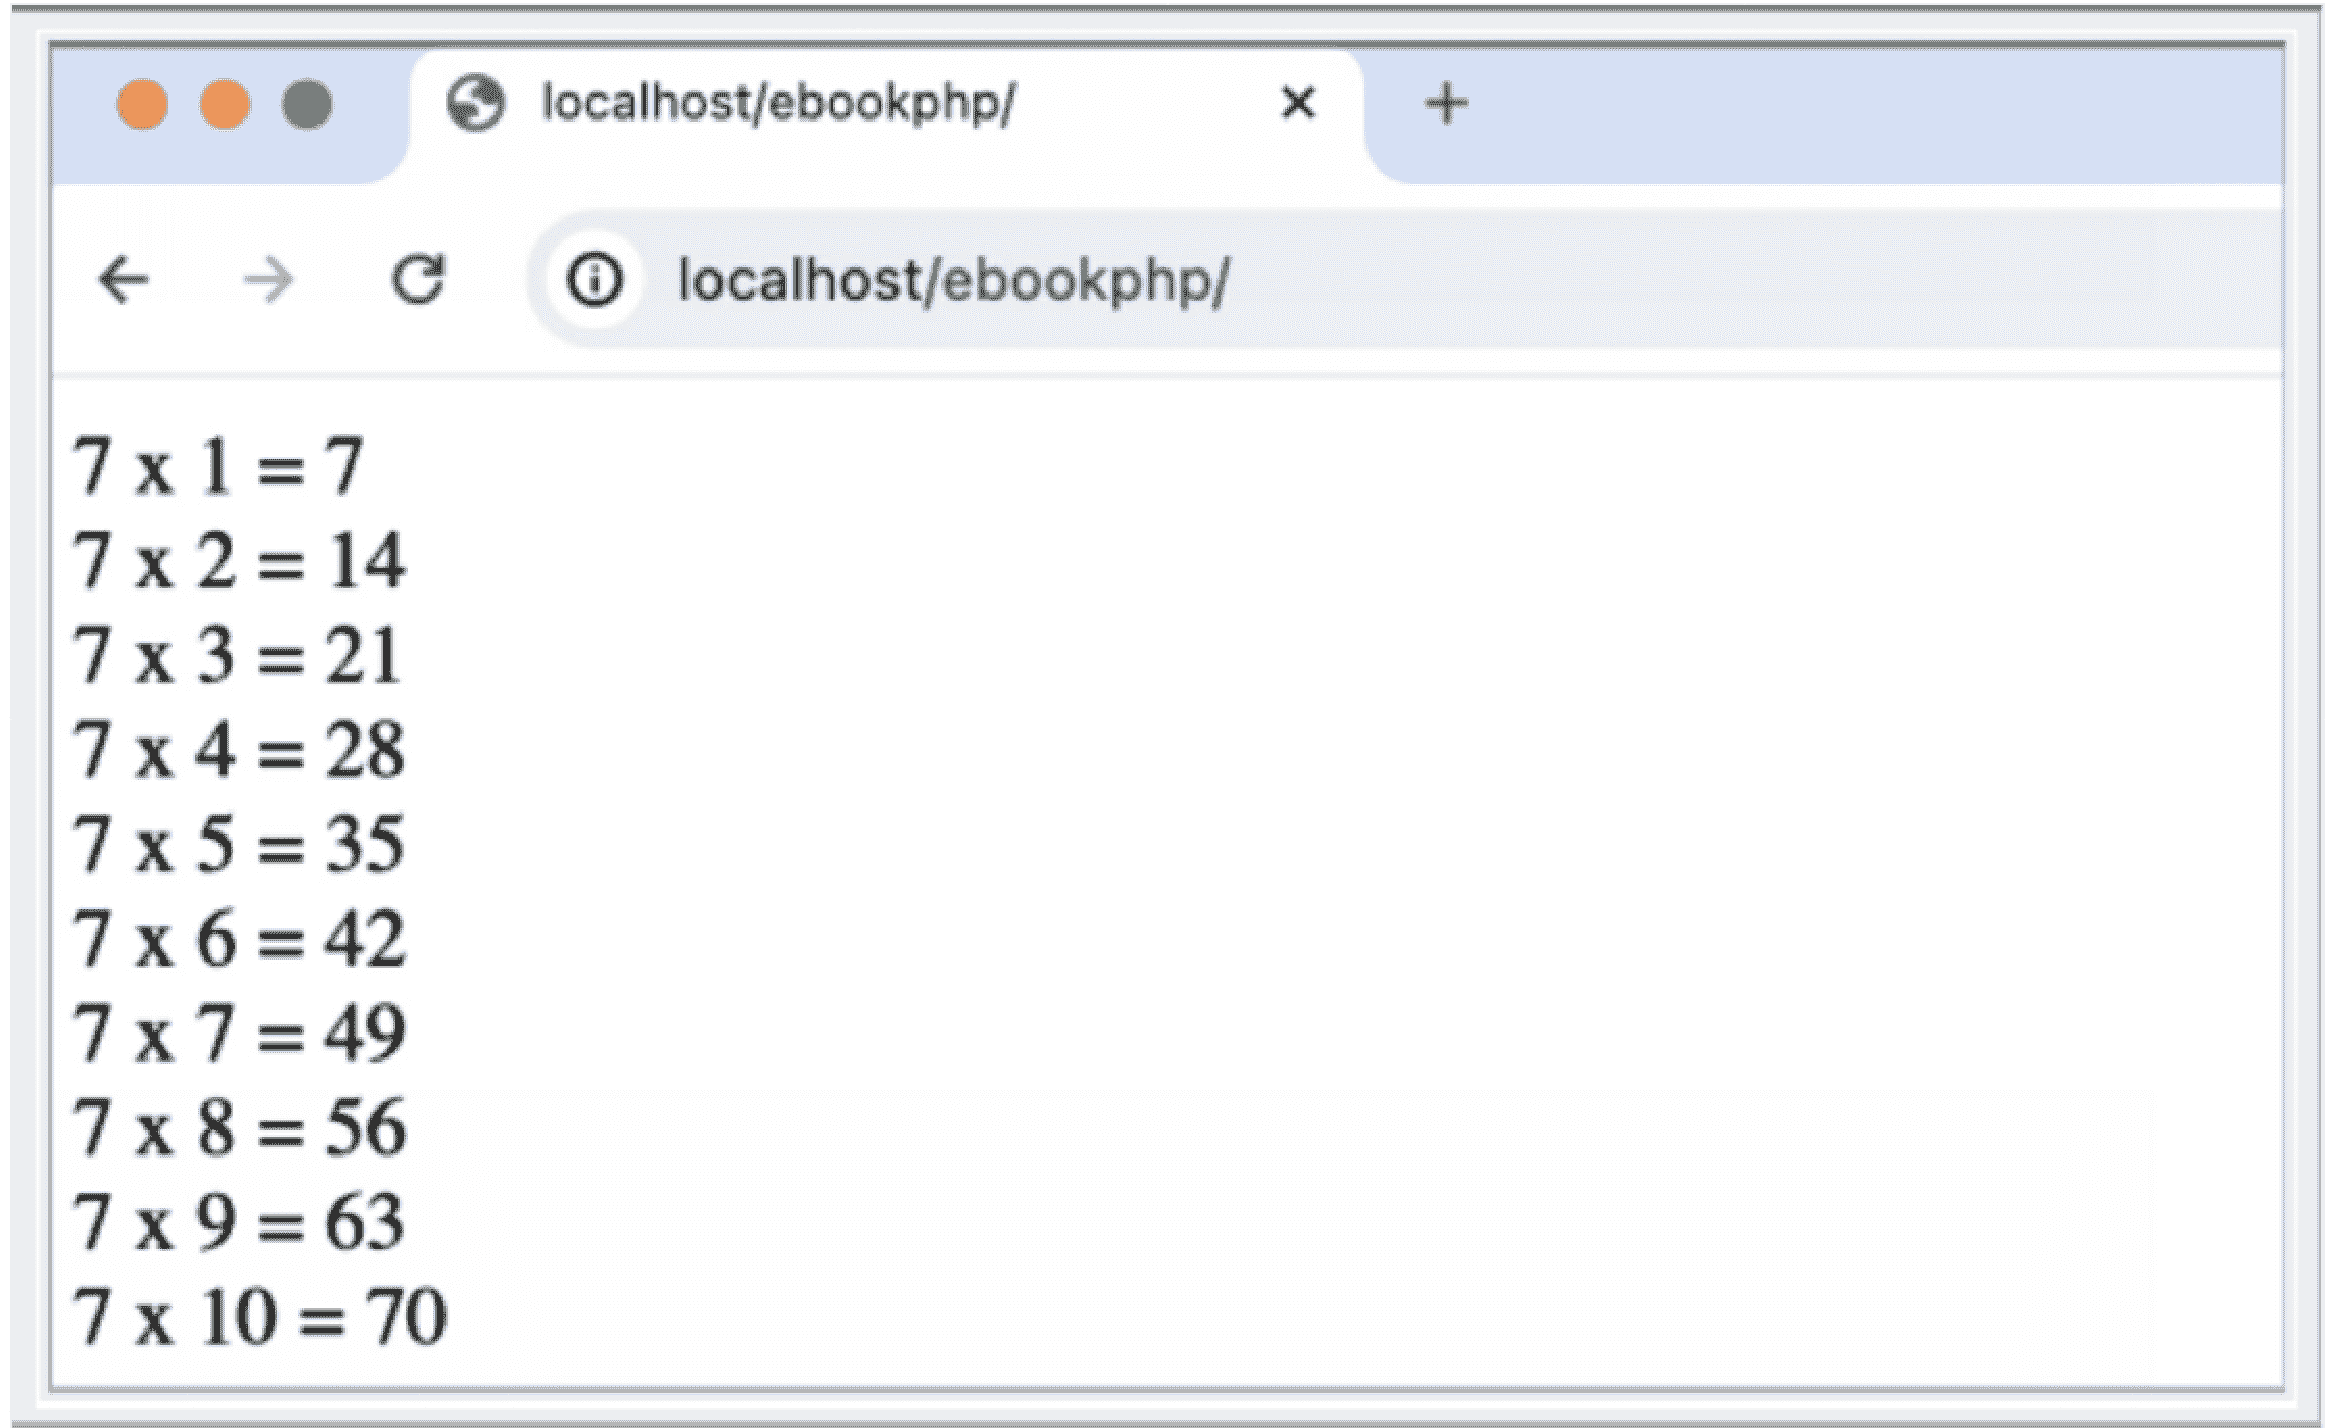 localhost/ebookphp/
localhost/ebookphp/
7 x 1 = 7
7 x 2 = 14
7 x 3 = 21
7 x 4 = 28
7 x 5 = 35
7 x 6 = 42
7 x 7 = 49
7 x 8 = 56
7 x 9 = 63
7 x 10 = 70